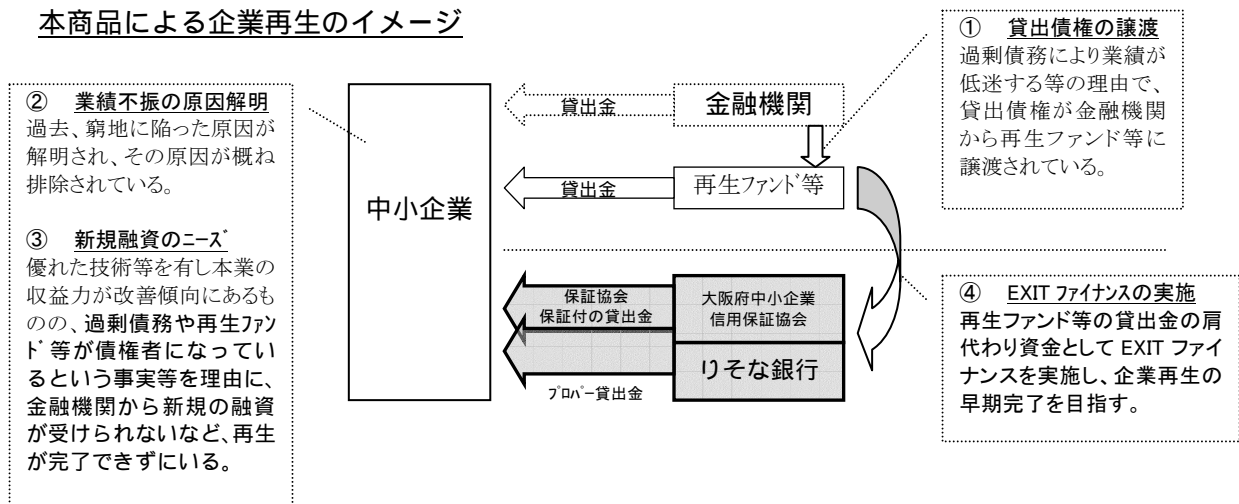 本商品による企業再生のイメージ
① 貸出債権の譲渡
過剰債務により業績が
低迷する等の理由で、
貸出債権が金融機関
から再生ファンド等に
譲渡されている。
② 業績不振の原因解明
過去、窮地に陥った原因が
解明され、その原因が概ね
排除されている。
③ 新規融資のニーズ
優れた技術等を有し本業の
収益力が改善傾向にあるも
のの、過剰債務や再生ファン
ド等が債権者になってい
るという事実等を理由に、
金融機関から新規の融資
が受けられないなど、再生
が完了できずにいる。
中小企業
貸出金
金融機関
貸出金
再生ファンド等
保証協会
保証付の貸出金
大阪府中小企業
信用保証協会
りそな銀行
プロパー貸出金
④ EXIT ファイナンスの実施
再生ファンド等の貸出金の肩
代わり資金として EXIT ファイ
ナンスを実施し、企業再生の
早期完了を目指す。